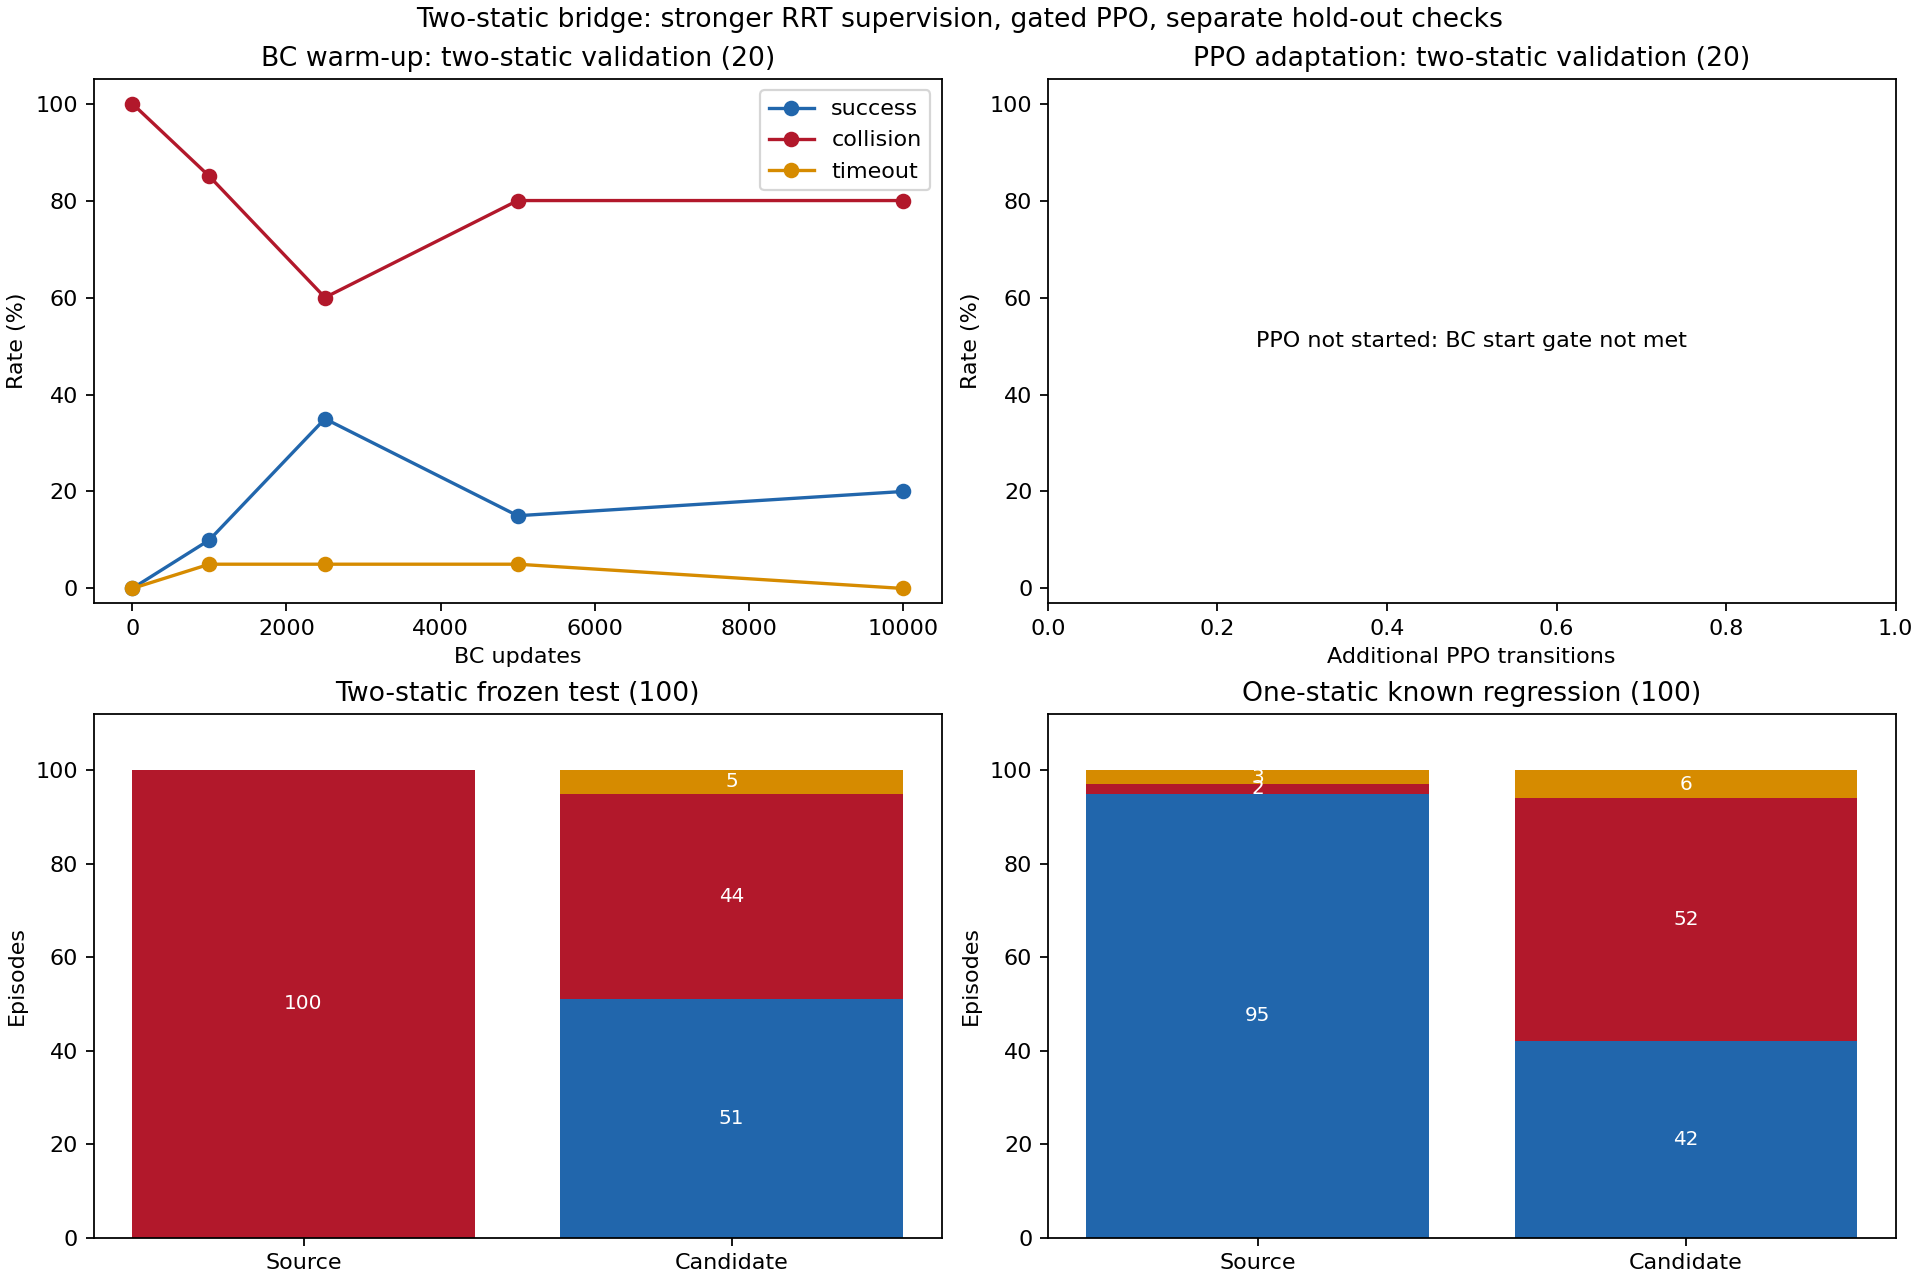 Two-static bridge: stronger RRT supervision, gated PPO, separate hold-out checks
BC warm-up: two-static validation (20)
100
80
60
40
20
0
Rate (%)
success
collision
timeout
0
2000
4000
6000
8000
10000
BC updates
PPO adaptation: two-static validation (20)
100
80
60
40
20
0
Rate (%)
PPO not started: BC start gate not met
0.0
0.2
0.4
0.6
0.8
1.0
Additional PPO transitions
Two-static frozen test (100)
100
80
60
40
20
0
Episodes
100
5
44
51
Source
Candidate
One-static known regression (100)
100
80
60
40
20
0
Episodes
3
2
95
6
52
42
Source
Candidate